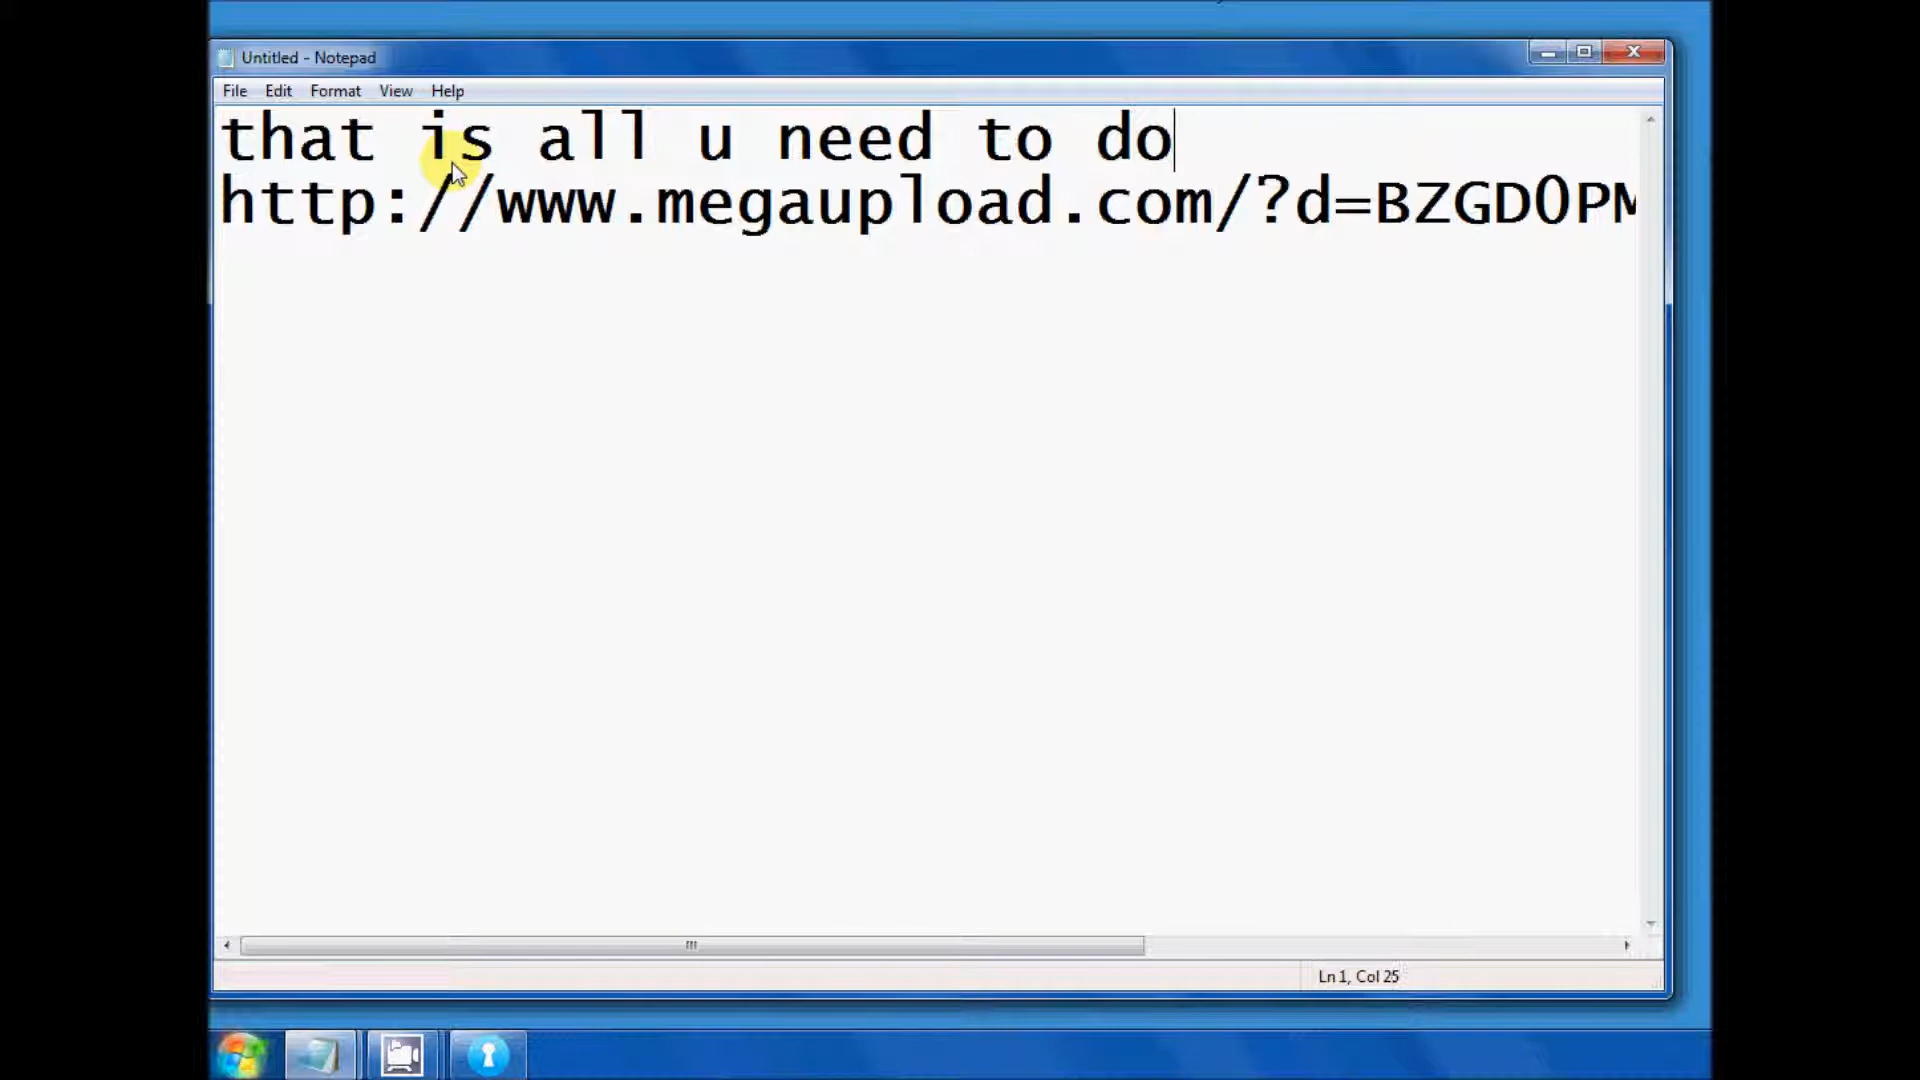 Untitled - Notepad
File Edit Format View Help
that is all u need to do
http://www.megaupload.com/?d=BZGD0PM
Ln 1, Col 25